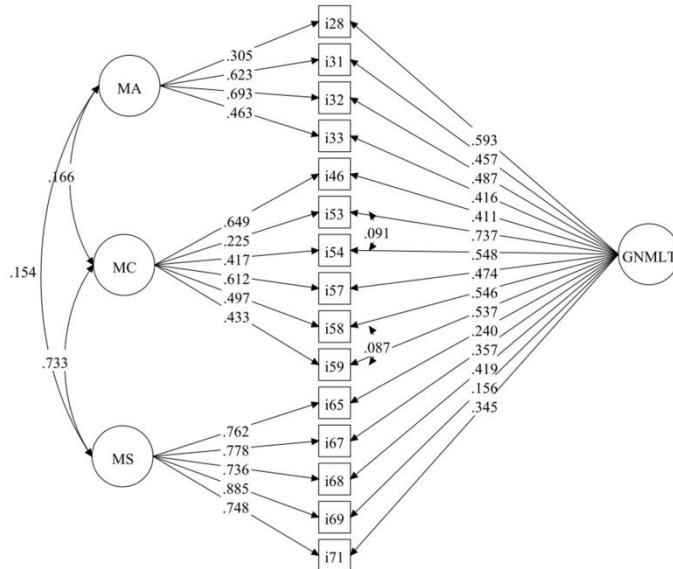 i28
.305
i31
.623
MA
i32
.693
.463
i33
.593
.457
.487
.166
i46
.416
.411
.649
i53
.737
.225
.091
.417
i54
.548
GNMLT
MC
.612
.474
.154
i57
.546
.497
.537
.433
i58
.240
.087
.733
i59
.357
.419
i65
.156
.762
.345
MS
.778
i67
.736
i68
.885
.748
i69
i71